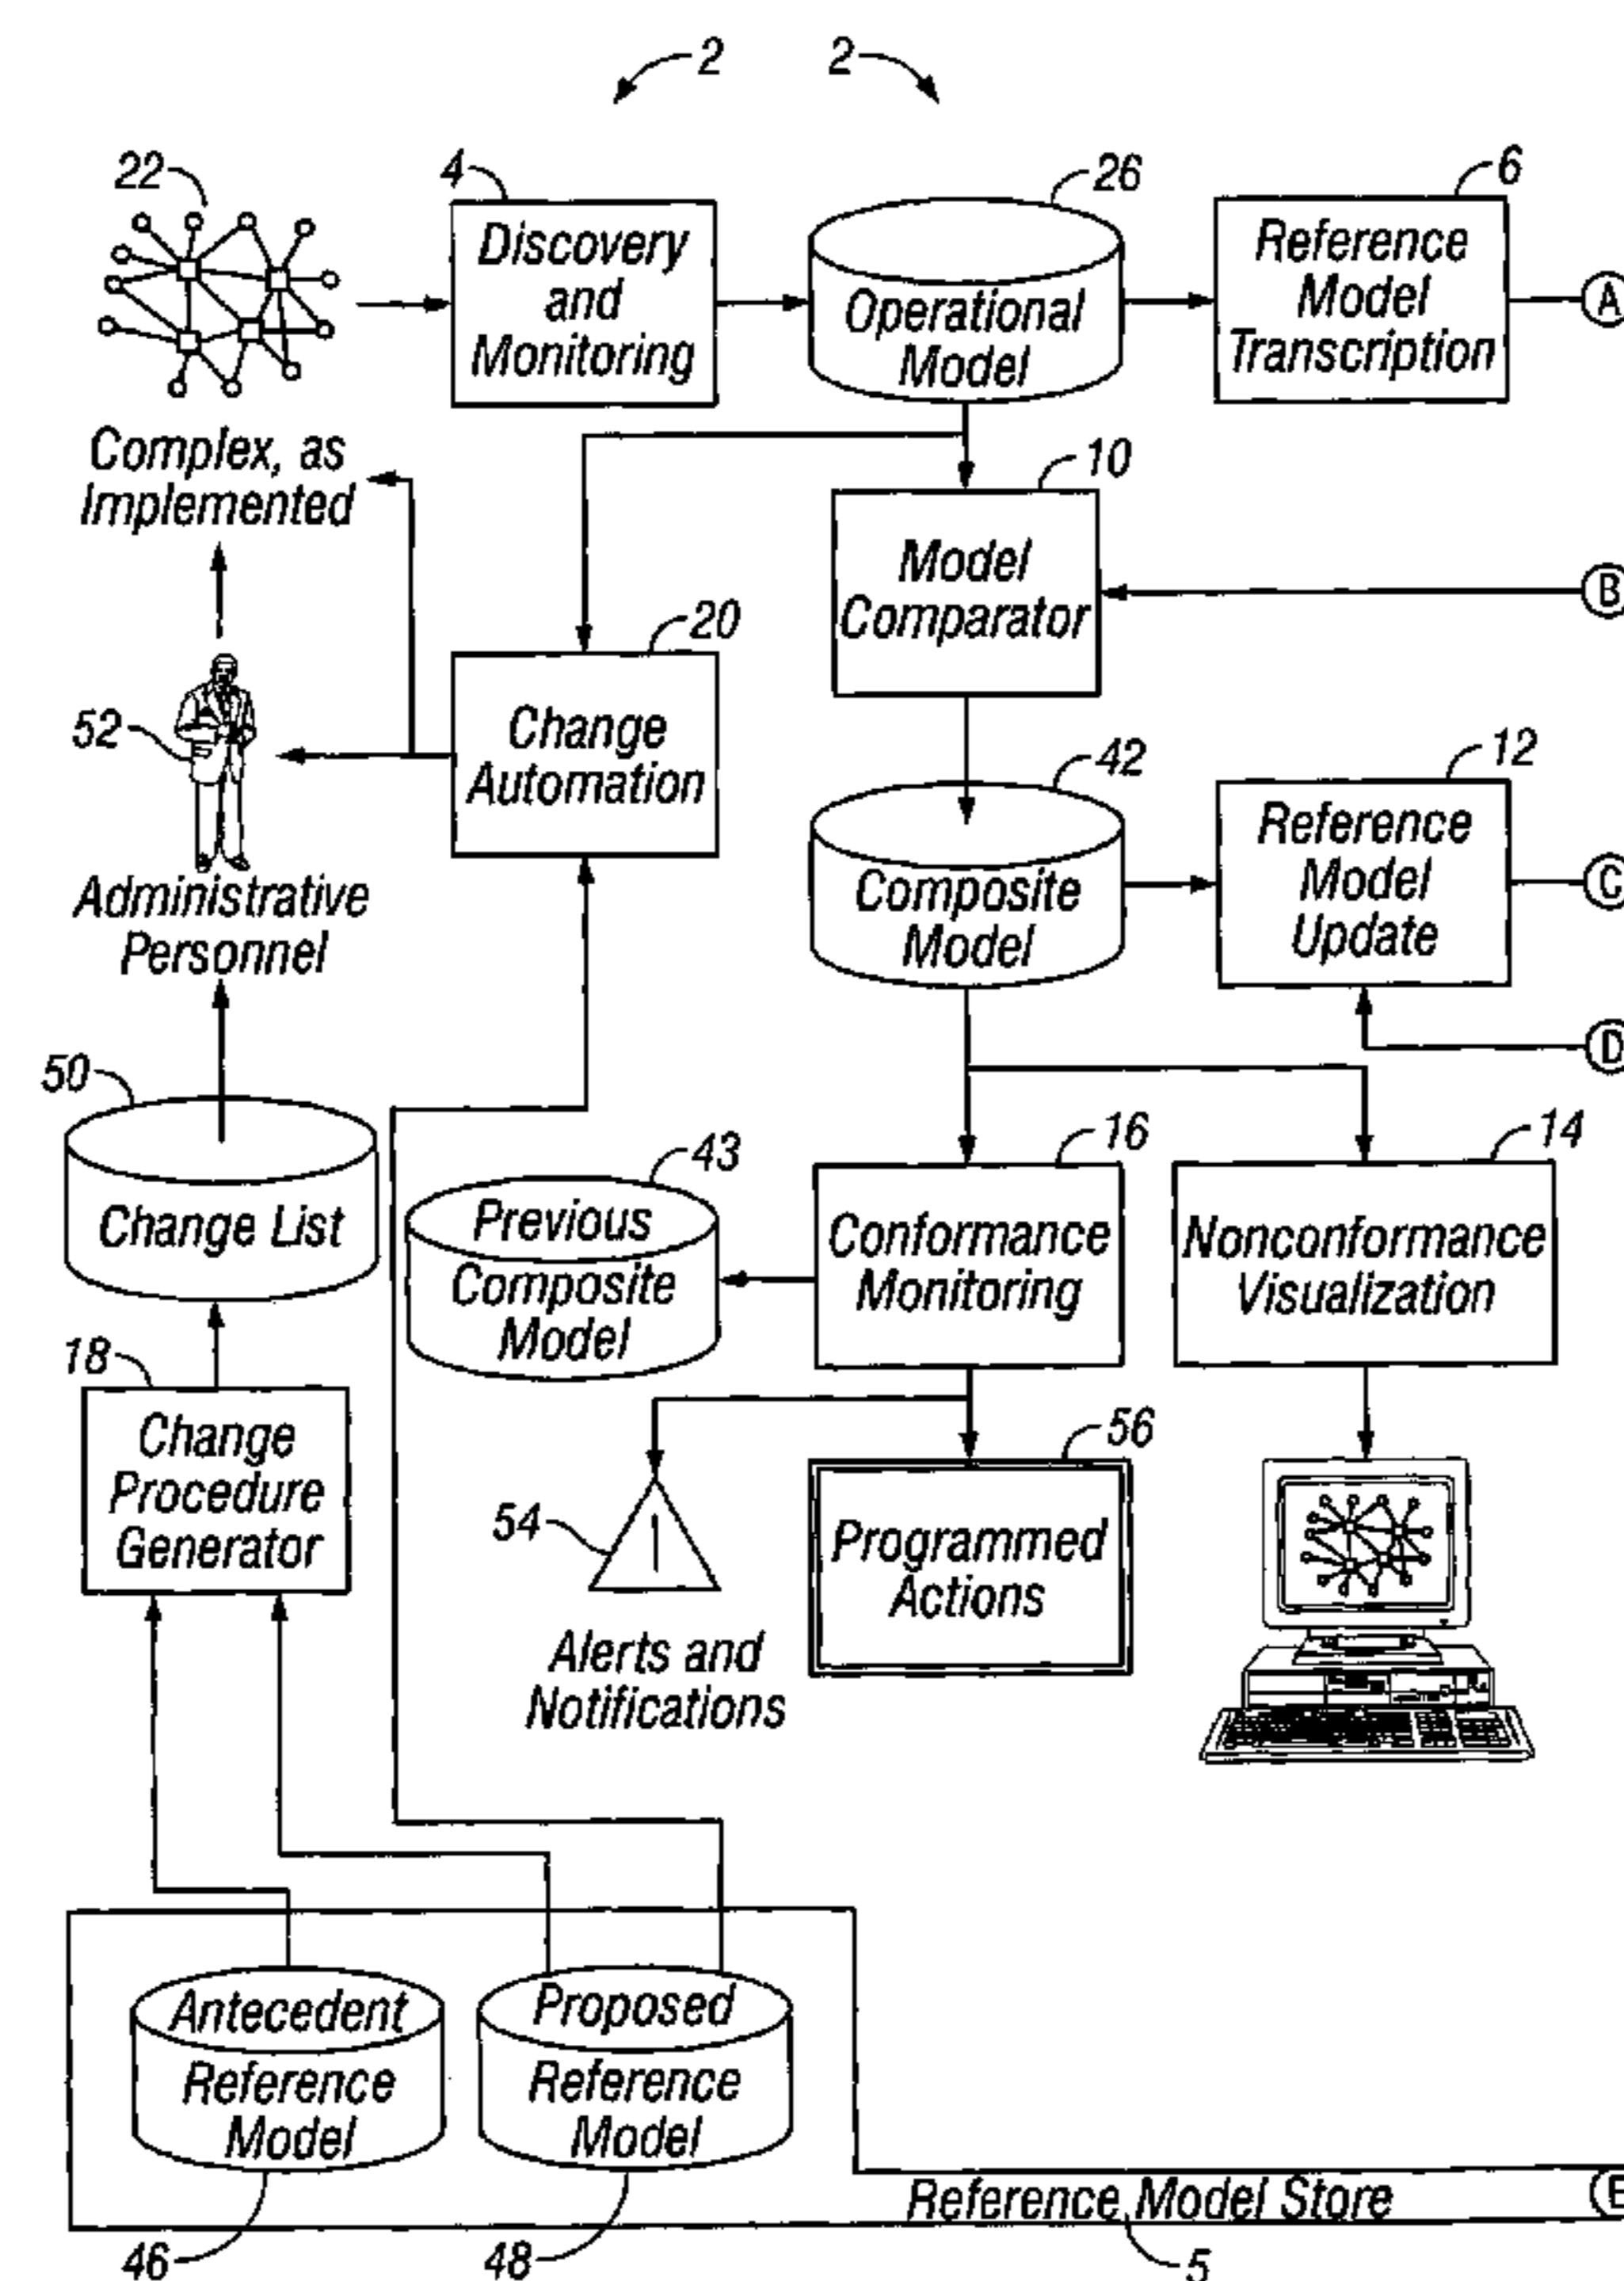 2 2
22 4 26 6
Discovery
and
Monitoring
Operational
Model
Reference
Model
Transcription
A
Complex, as
Implemented
10
Model
Comparator
B
20
Change
Automation
52
Administrative
Personnel
42
Composite
Model
12
Reference
Model
Update
C
D
50
Change List
43
Previous
Composite
Model
16
Conformance
Monitoring
14
Nonconformance
Visualization
18
Change
Procedure
Generator
54
Alerts and
Notifications
56
Programmed
Actions
Antecedent
Reference
Model
Proposed
Reference
Model
Reference Model Store
E
46 48 5